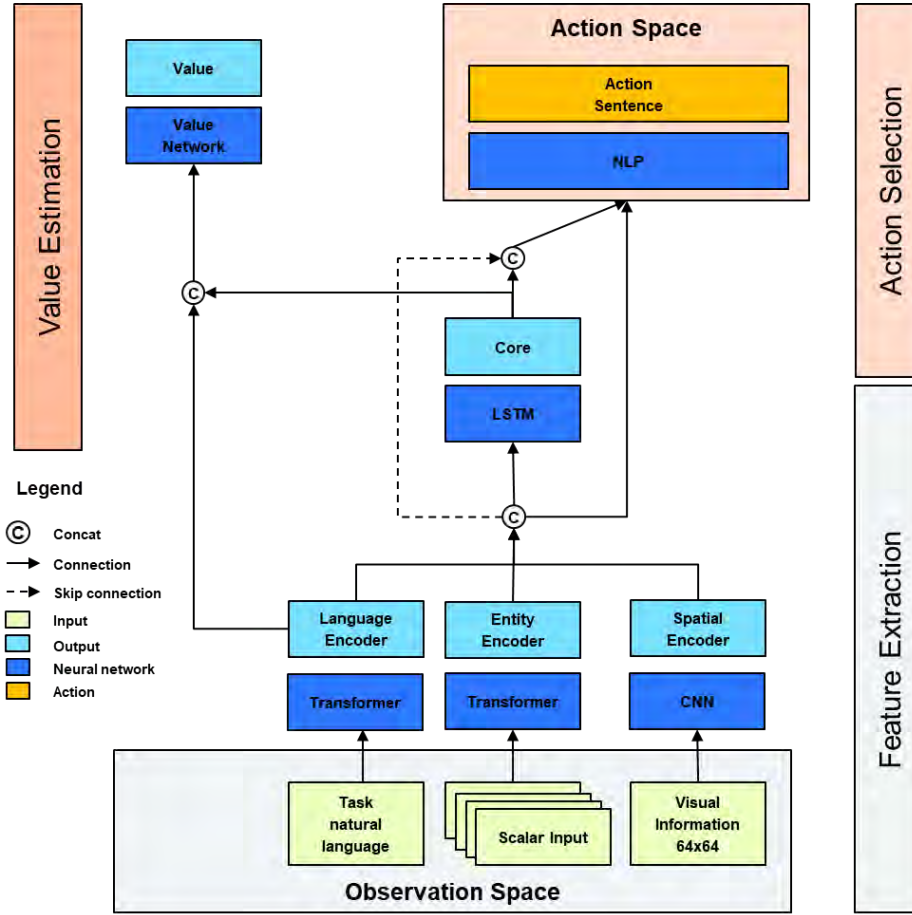 Action Space
Action
Sentence
NLP
Value
Value
Network
Value Estimation
Action Selection
C
C
Core
LSTM
C
Legend
C Concat
Connection
Skip connection
Input
Output
Neural network
Action
Language
Encoder
Entity
Encoder
Spatial
Encoder
Transformer
Transformer
CNN
Feature Extraction
Task
natural
language
Scalar Input
Visual
Information
64x64
Observation Space